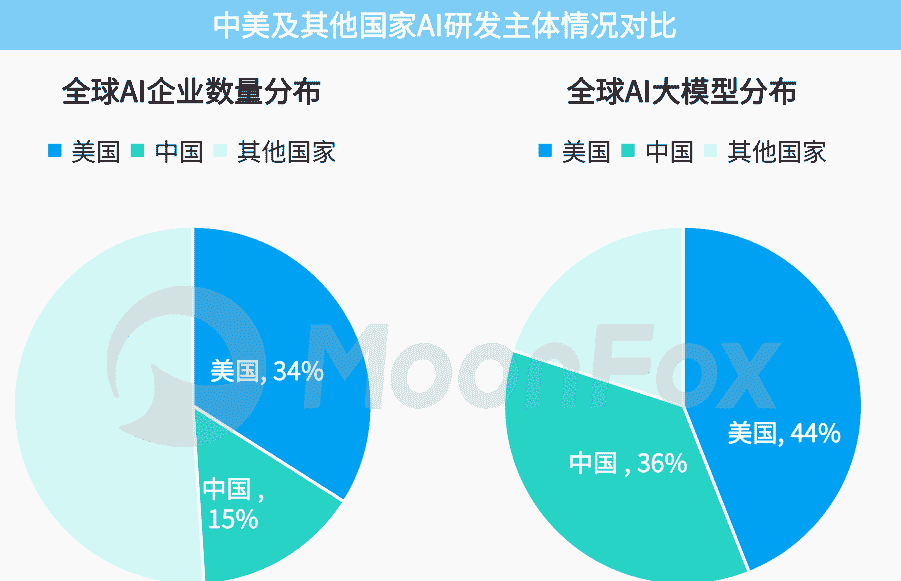 中美及其他国家AI研发主体情况对比
全球AI企业数量分布
美国 中国 其他国家
美国, 34%
中国 ,
15%
全球AI大模型分布
美国 中国 其他国家
美国, 44%
中国 , 36%
MoonFox